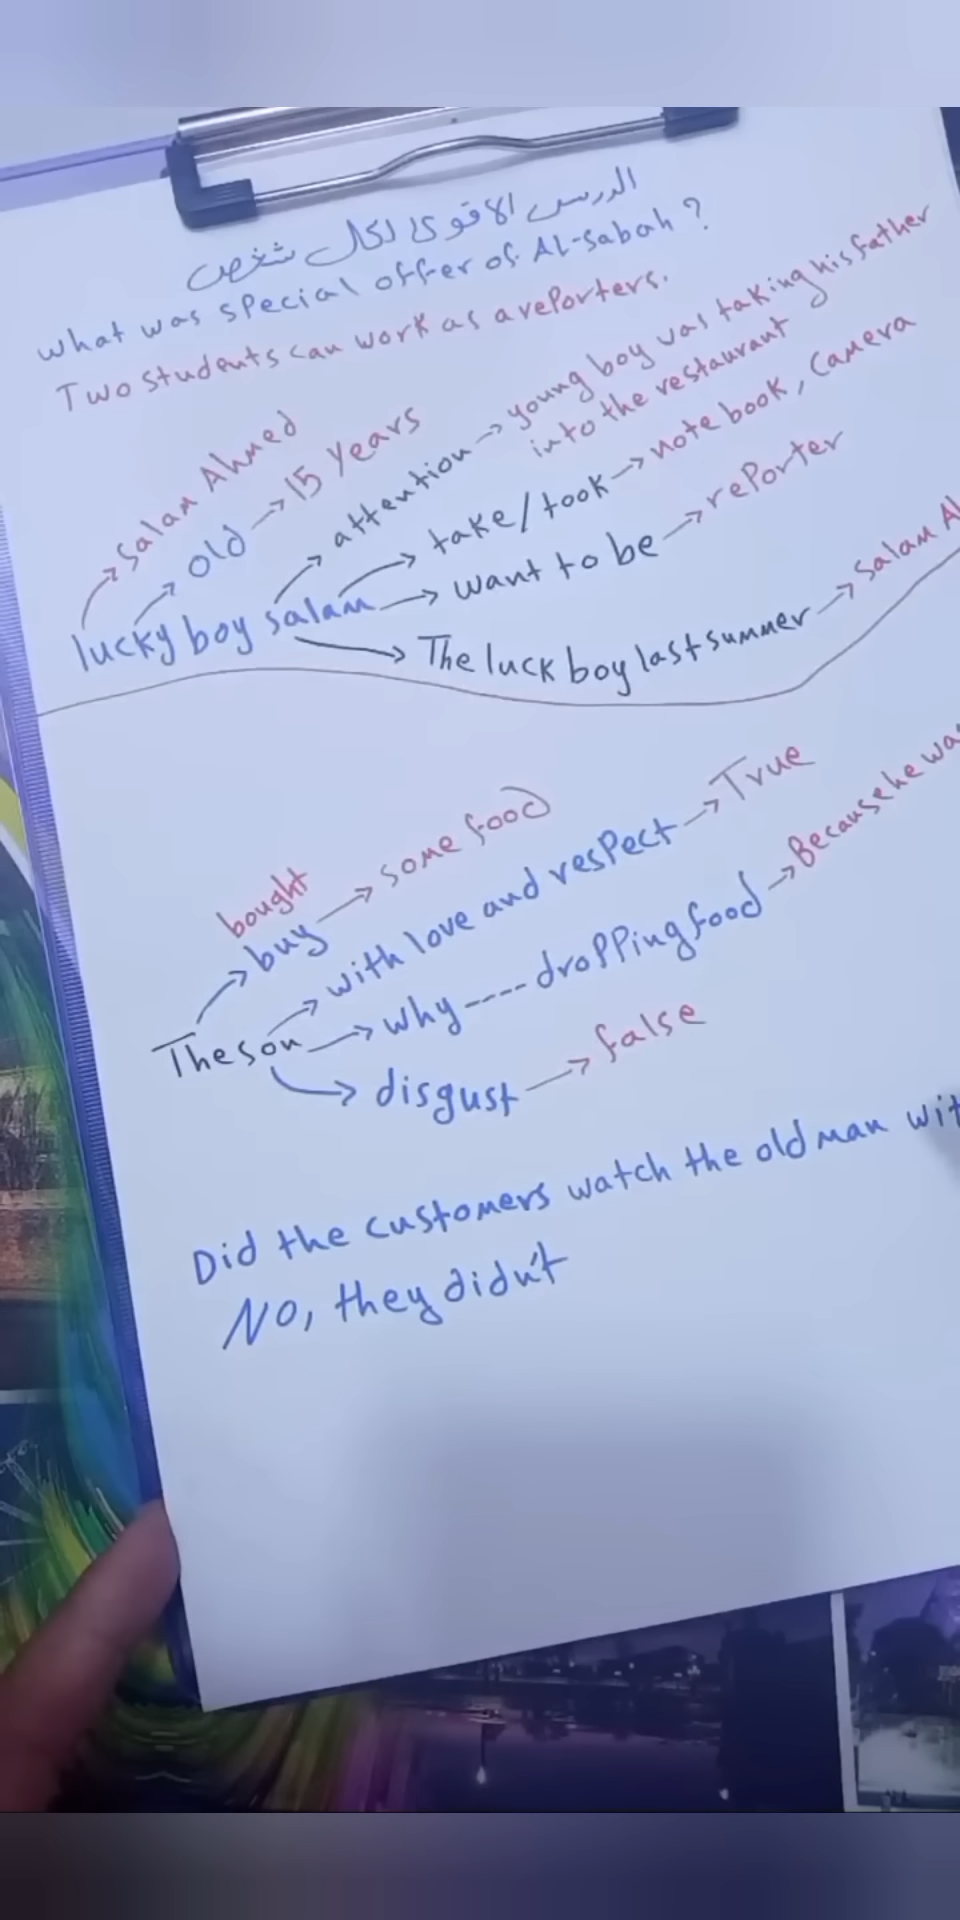 الدرس الاقوى لكل شخص
What was special offer of AL-Sabah ?
Two students can work as a reporters.
Salam Ahmed
old → 15 years
attention → young boy was taking his father
into the restaurant
take/took → note book, Camera
want to be → reporter
lucky boy salam
The luck boy last summer → Salam
bought
buy → some food
with love and respect → True
The son → why ---- dropping food → Because he
disgust → false
Did the customers watch the old man
No, they didn't